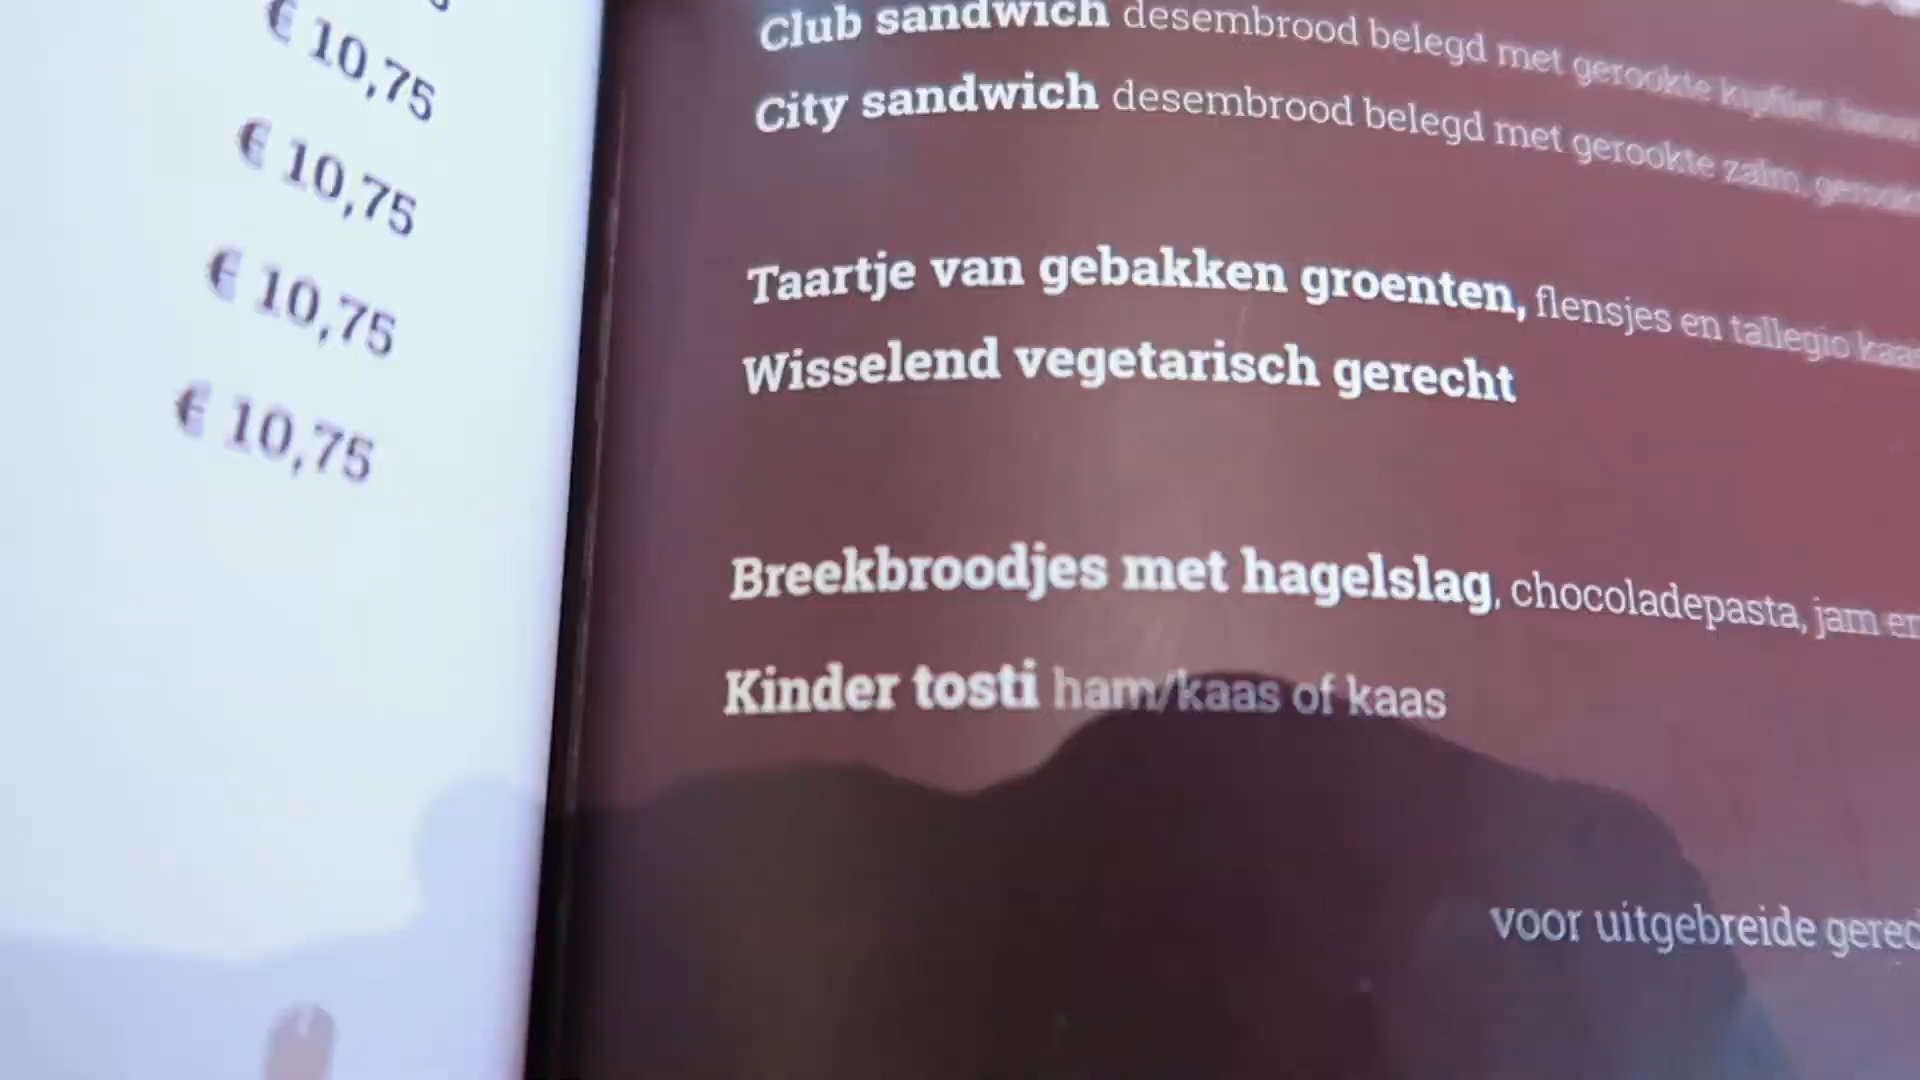 € 10,75
€ 10,75
€ 10,75
€ 10,75
Club sandwich desembrood belegd met gerookte kipfilet
City sandwich desembrood belegd met gerookte zalm,
Taartje van gebakken groenten, flensjes en tallegio
Wisselend vegetarisch gerecht
Breekbroodjes met hagelslag, chocoladepasta, jam
Kinder tosti ham/kaas of kaas
voor uitgebreide